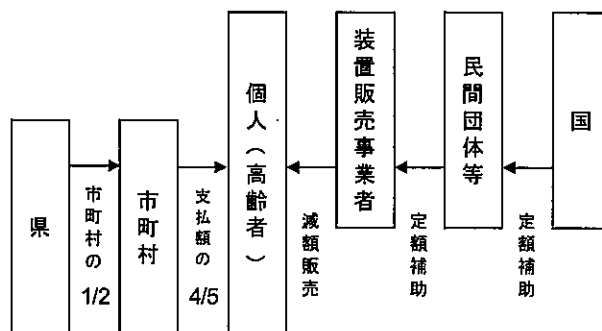 県
市町村の
1/2
市町村
支払額の
4/5
個人(高齢者)
減額販売
装置販売事業者
定額補助
民間団体等
定額補助
国